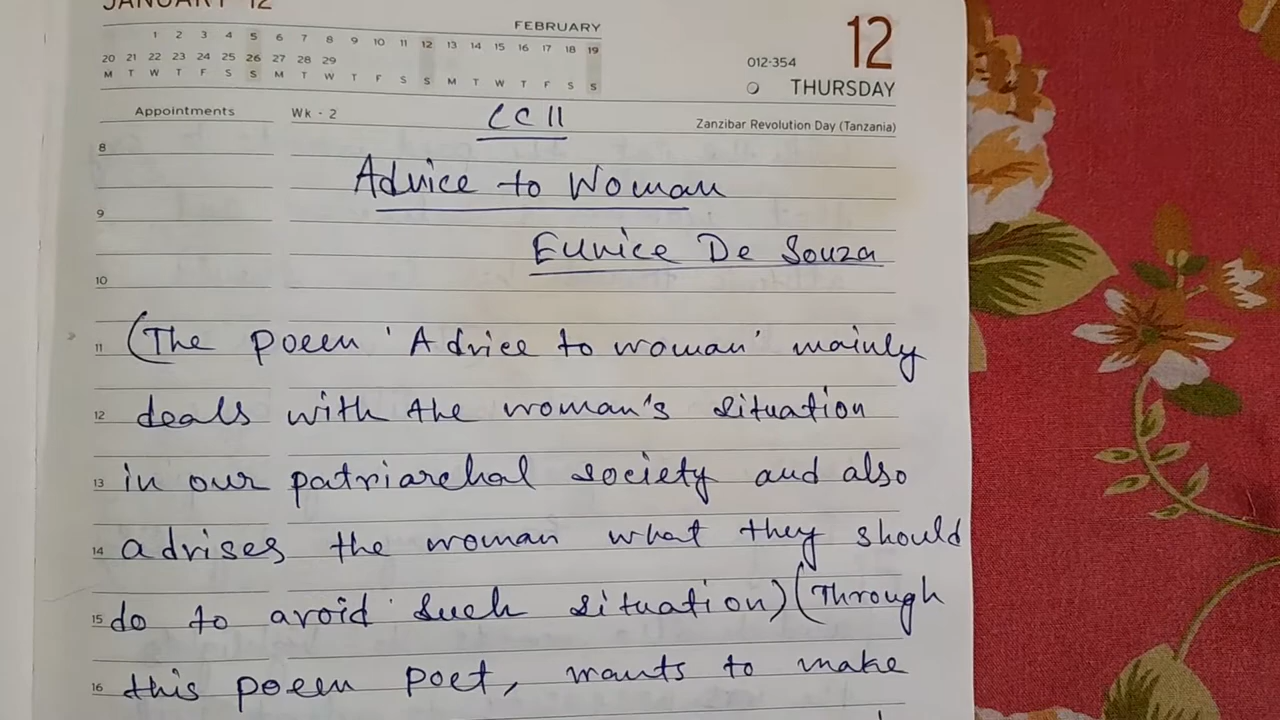 JANUARY 12
FEBRUARY
1 2 3 4 5 6 7 8 9 10 11 12 13 14 15 16 17 18 19
20 21 22 23 24 25 26 27 28 29
M T W T F S S M T W T F S S M T W T F S S
12
012-354
THURSDAY
Appointments
Wk - 2
CC 11
Zanzibar Revolution Day (Tanzania)
8
Advice to Woman
9
Eunice De Souza
10
11 (The poem 'Advice to woman' mainly
12 deals with the woman's situation
13 in our patriarchal society and also
14 advises the woman what they should
15 do to avoid such situation) (Through
16 this poem poet, wants to make